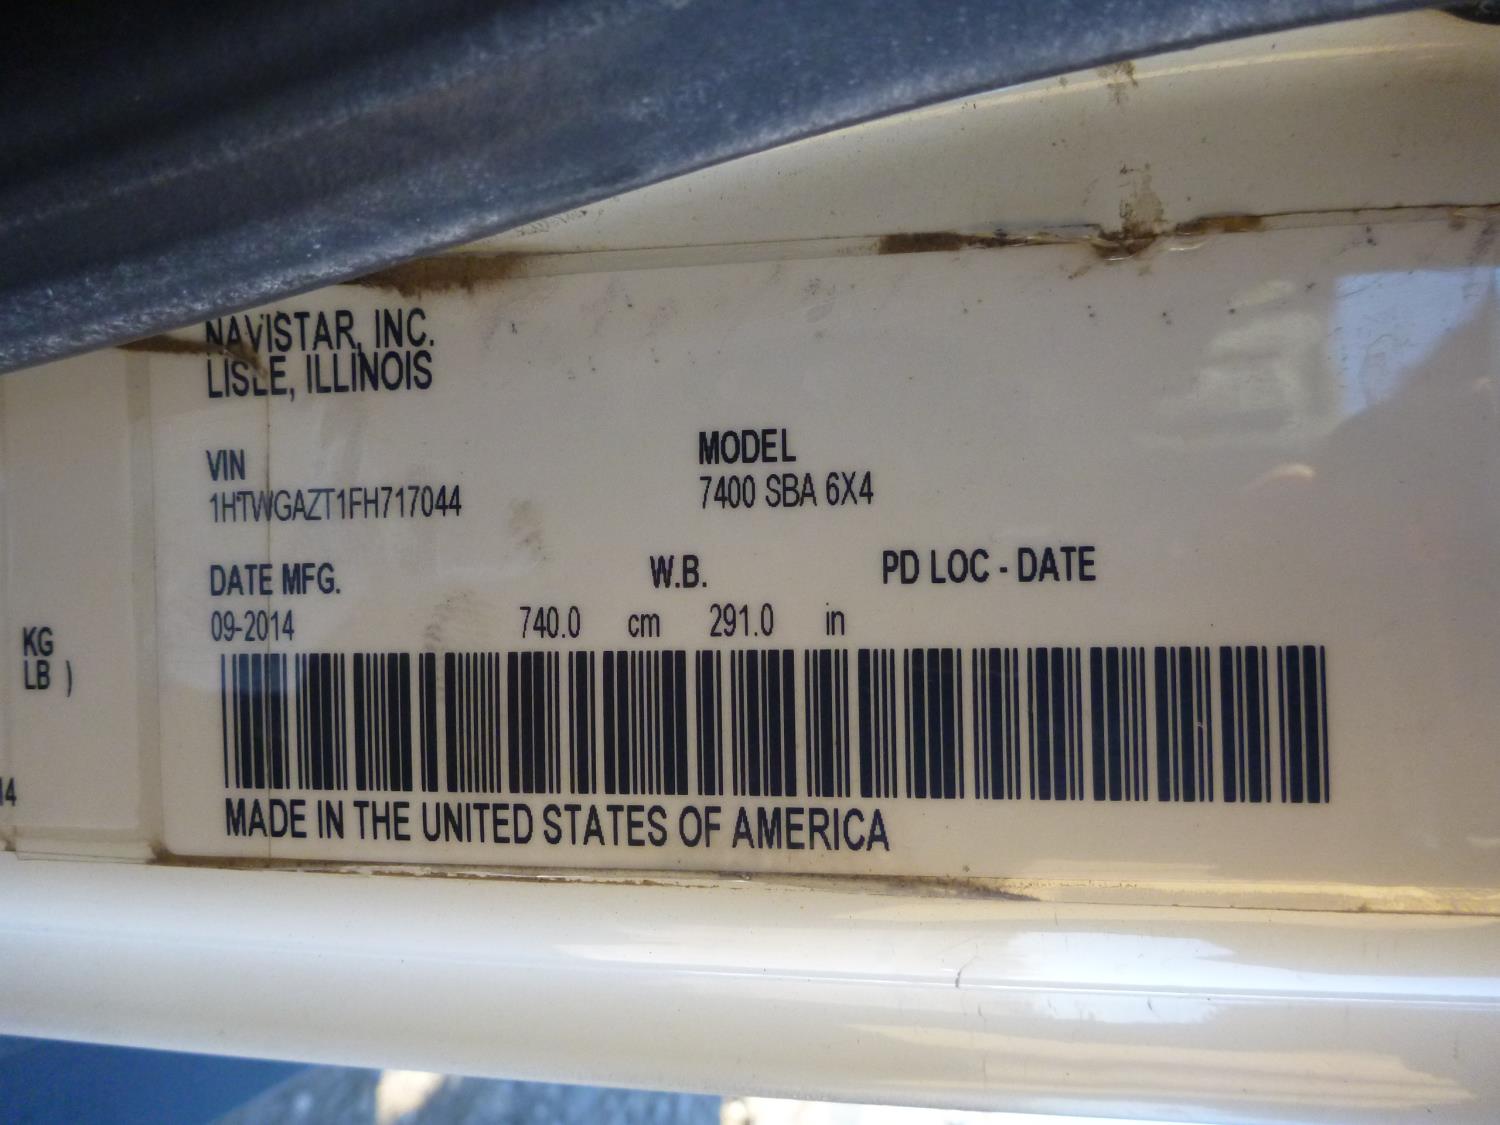 NAVISTAR, INC.
LISLE, ILLINOIS
VIN
1HTWGAZT1FH717044
MODEL
7400 SBA 6X4
DATE MFG.
W.B.
PD LOC - DATE
09-2014
740.0 cm 291.0 in
MADE IN THE UNITED STATES OF AMERICA
KG
LB )
14